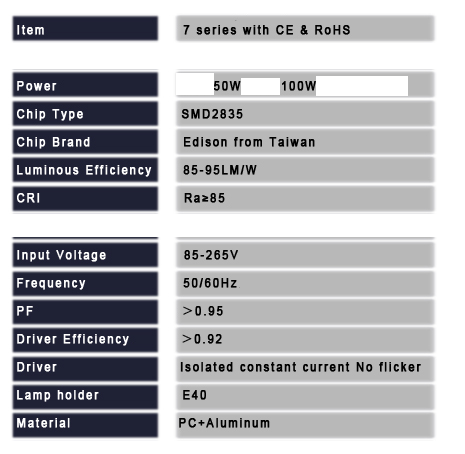 Item 7 series with CE & RoHS
Power 50W 100W
Chip Type SMD2835
Chip Brand Edison from Taiwan
Luminous Efficiency 85-95LM/W
CRI Ra≥85
Input Voltage 85-265V
Frequency 50/60Hz
PF >0.95
Driver Efficiency >0.92
Driver Isolated constant current No flicker
Lamp holder E40
Material PC+Aluminum